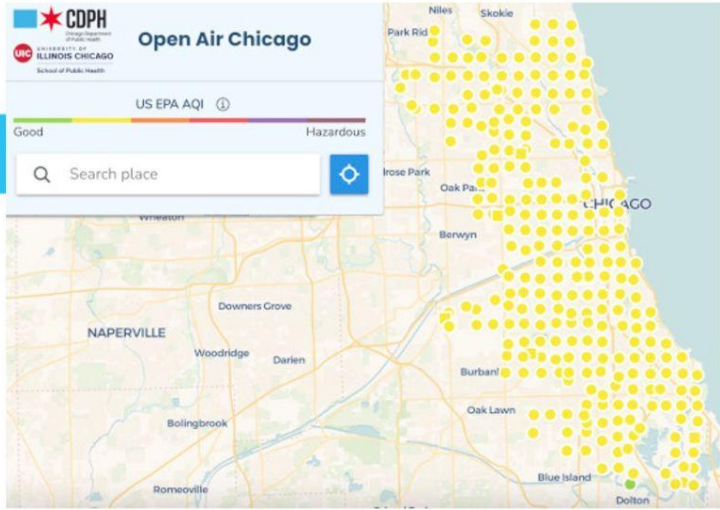 CDPH
Chicago Department
of Public Health
UIC
UNIVERSITY OF
ILLINOIS CHICAGO
School of Public Health
Open Air Chicago
US EPA AQI
Good
Hazardous
Search place
Niles
Skokie
Park Rid
lrose Park
Oak Pa
CHICAGO
Wheaton
Berwyn
Downers Grove
NAPERVILLE
Woodridge
Darien
Burban
Oak Lawn
Bolingbrook
Blue Island
Romeoville
Dolton